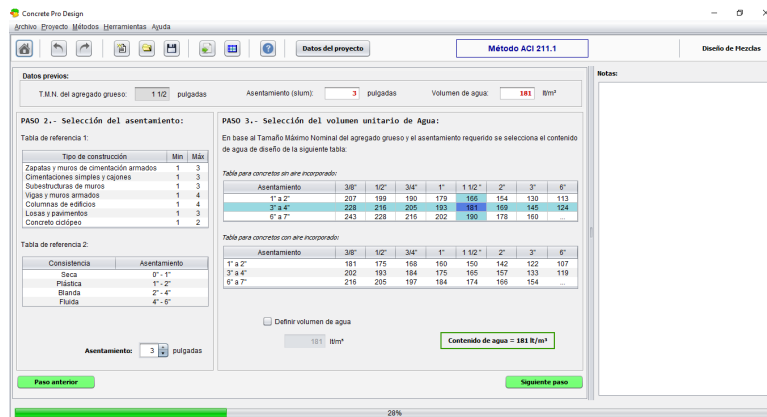 Concrete Pro Design
Archivo Proyecto Métodos Herramientas Ayuda
Datos del proyecto
Método ACI 211.1
Diseño de Mezclas
Datos previos:
T.M.N. del agregado grueso: 1 1/2 pulgadas Asentamiento (slum): 3 pulgadas Volumen de agua: 181 lt/m³
Notas:
PASO 2.- Selección del asentamiento:
Tabla de referencia 1:
Tipo de construcción Min Máx
Zapatas y muros de cimentación armados 1 3
Cimentaciones simples y cajones 1 3
Subestructuras de muros 1 3
Vigas y muros armados 1 4
Columnas de edificios 1 4
Losas y pavimentos 1 3
Concreto ciclópeo 1 2
Tabla de referencia 2:
Consistencia Asentamiento
Seca 0" - 1"
Plástica 1" - 2"
Blanda 2" - 4"
Fluida 4" - 6"
Asentamiento: 3 pulgadas
PASO 3.- Selección del volumen unitario de Agua:
En base al Tamaño Máximo Nominal del agregado grueso y el asentamiento requerido se selecciona el contenido
de agua de diseño de la siguiente tabla:
Tabla para concretos sin aire incorporado:
Asentamiento 3/8" 1/2" 3/4" 1" 1 1/2" 2" 3" 6"
1" a 2" 207 199 190 179 166 154 130 113
3" a 4" 228 216 205 193 181 169 145 124
6" a 7" 243 228 216 202 190 178 160 ...
Tabla para concretos con aire incorporado:
Asentamiento 3/8" 1/2" 3/4" 1" 1 1/2" 2" 3" 6"
1" a 2" 181 175 168 160 150 142 122 107
3" a 4" 202 193 184 175 165 157 133 119
6" a 7" 216 205 197 184 174 166 154 ...
Definir volumen de agua
181 lt/m³
Contenido de agua = 181 lt/m³
Paso anterior
Siguiente paso
28%